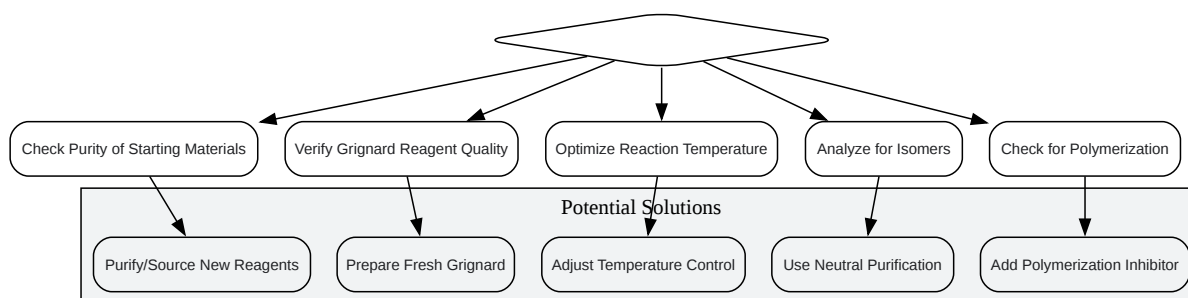 Check Purity of Starting Materials
Verify Grignard Reagent Quality
Optimize Reaction Temperature
Analyze for Isomers
Check for Polymerization
Potential Solutions
Purify/Source New Reagents
Prepare Fresh Grignard
Adjust Temperature Control
Use Neutral Purification
Add Polymerization Inhibitor